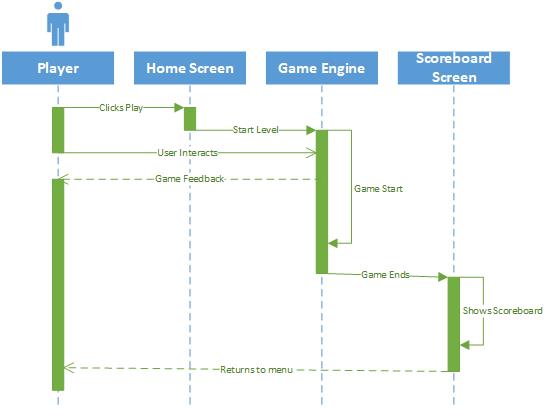 Player
Home Screen
Game Engine
Scoreboard
Screen
Clicks Play
Start Level
User Interacts
Game Feedback
Game Start
Game Ends
Shows Scoreboard
Returns to menu